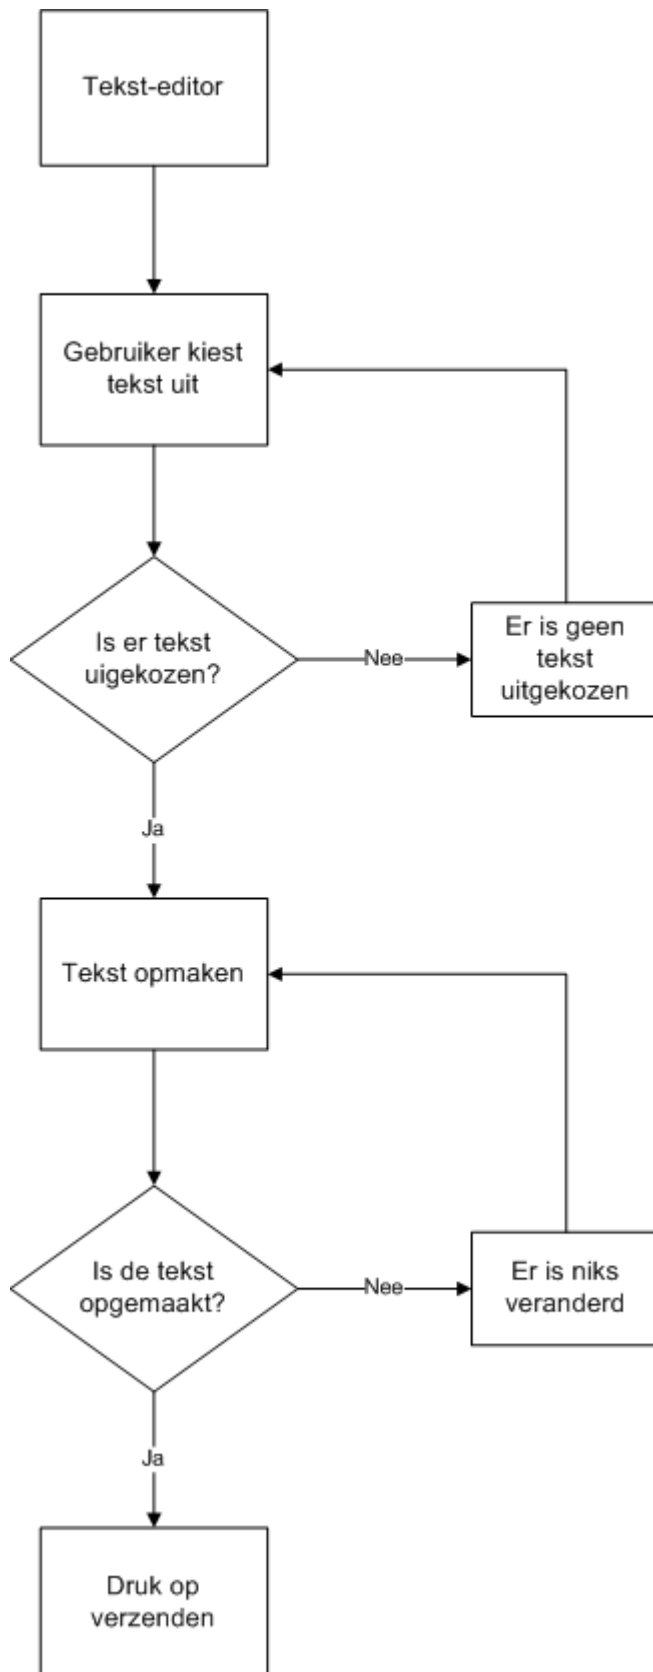 Tekst-editor
Gebruiker kiest
tekst uit
Is er tekst
uigekozen?
Nee
Er is geen
tekst
uitgekozen
Ja
Tekst opmaken
Is de tekst
opgemaakt?
Nee
Er is niks
veranderd
Ja
Druk op
verzenden